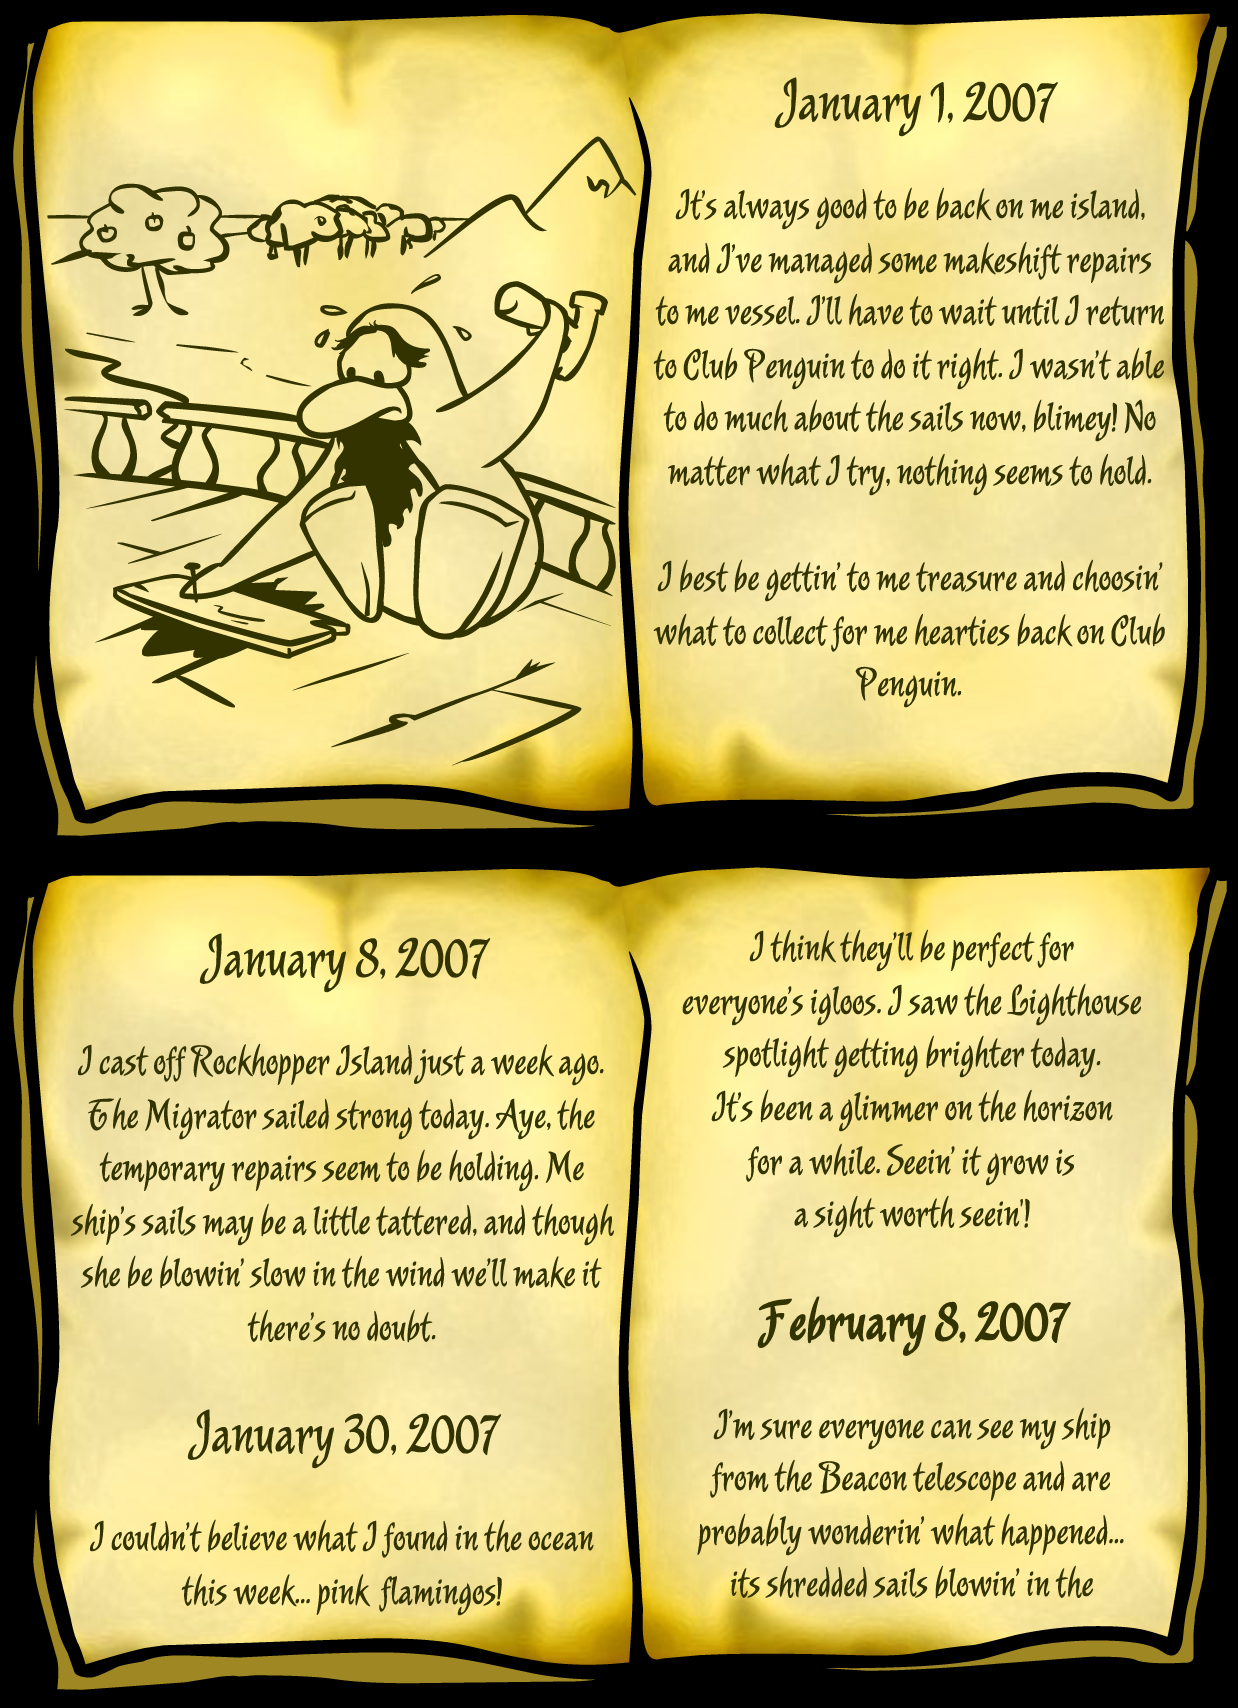 January 1, 2007
It's always good to be back on me island,
and I've managed some makeshift repairs
to me vessel. I'll have to wait until I return
to Club Penguin to do it right. I wasn't able
to do much about the sails now, blimey! No
matter what I try, nothing seems to hold.
I best be gettin' to me treasure and choosin'
what to collect for me hearties back on Club
Penguin.
January 8, 2007
I cast off Rockhopper Island just a week ago.
The Migrator sailed strong today. Aye, the
temporary repairs seem to be holding. Me
ship's sails may be a little tattered, and though
she be blowin' slow in the wind we'll make it
there's no doubt.
January 30, 2007
I couldn't believe what I found in the ocean
this week... pink flamingos!
I think they'll be perfect for
everyone's igloos. I saw the Lighthouse
spotlight getting brighter today.
It's been a glimmer on the horizon
for a while. Seein' it grow is
a sight worth seein'!
February 8, 2007
I'm sure everyone can see my ship
from the Beacon telescope and are
probably wonderin' what happened...
its shredded sails blowin' in the